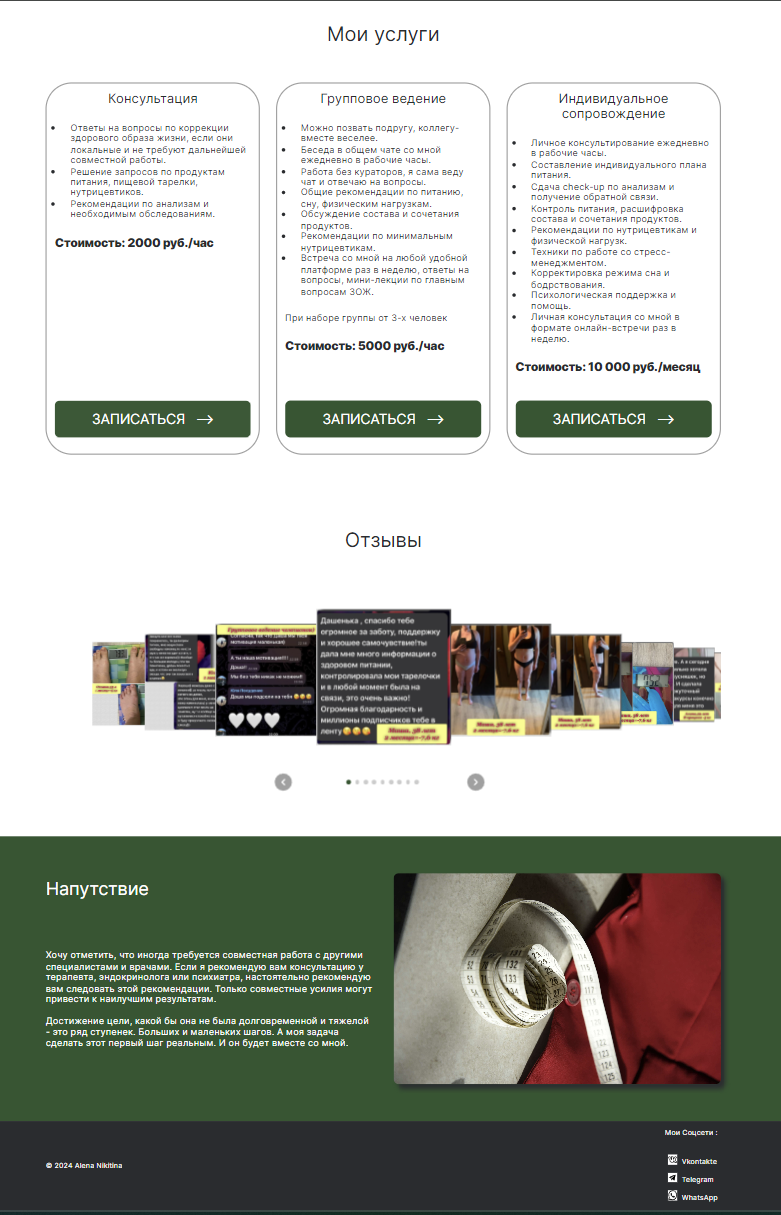 Мои услуги
Консультация
Ответы на вопросы по коррекции
здорового образа жизни, если они
локальные и не требуют дальнейшей
совместной работы.
Решение запросов по продуктам
питания, пищевой тарелки,
нутрицевтиков.
Рекомендации по анализам и
необходимым обследованиям.
Стоимость: 2000 руб./час
ЗАПИСАТЬСЯ
Групповое ведение
Можно позвать подругу, коллегу-
вместе веселее.
Беседа в общем чате со мной
ежедневно в рабочие часы.
Работа без кураторов, я сама веду
чат и отвечаю на вопросы.
Общие рекомендации по питанию,
сну, физическим нагрузкам.
Обсуждение состава и сочетания
продуктов.
Рекомендации по минимальным
нутрицевтикам.
Встреча со мной на любой удобной
платформе раз в неделю, ответы на
вопросы, мини-лекции по главным
вопросам ЗОЖ.
При наборе группы от 3-х человек
Стоимость: 5000 руб./час
ЗАПИСАТЬСЯ
Индивидуальное
сопровождение
Личное консультирование ежедневно
в рабочие часы.
Составление индивидуального плана
питания.
Сдача check-up по анализам и
получение обратной связи.
Контроль питания, расшифровка
состава и сочетания продуктов.
Рекомендации по нутрицевтикам и
физической нагрузк.
Техники по работе со стресс-
менеджментом.
Корректировка режима сна и
бодрствования.
Психологическая поддержка и
помощь.
Личная консультация со мной в
формате онлайн-встречи раз в
неделю.
Стоимость: 10 000 руб./месяц
ЗАПИСАТЬСЯ
Отзывы
Дашенька , спасибо тебе
огромное за заботу, поддержку
и хорошее самочувствие!ты
дала мне много информации о
здоровом питании,
контролировала мои тарелочки
и в любой момент была на
связи, это очень важно!
Огромная благодарность и
миллионы подписчиков тебе в
ленту
Напутствие
Хочу отметить, что иногда требуется совместная работа с другими
специалистами и врачами. Если я рекомендую вам консультацию у
терапевта, эндокринолога или психиатра, настоятельно рекомендую
вам следовать этой рекомендации. Только совместные усилия могут
привести к наилучшим результатам.
Достижение цели, какой бы она не была долговременной и тяжелой
- это ряд ступенек. Больших и маленьких шагов. А моя задача
сделать этот первый шаг реальным. И он будет вместе со мной.
131
132
133
134
© 2024 Alena Nikitina
Мои Соцсети :
Vkontakte
Telegram
WhatsApp